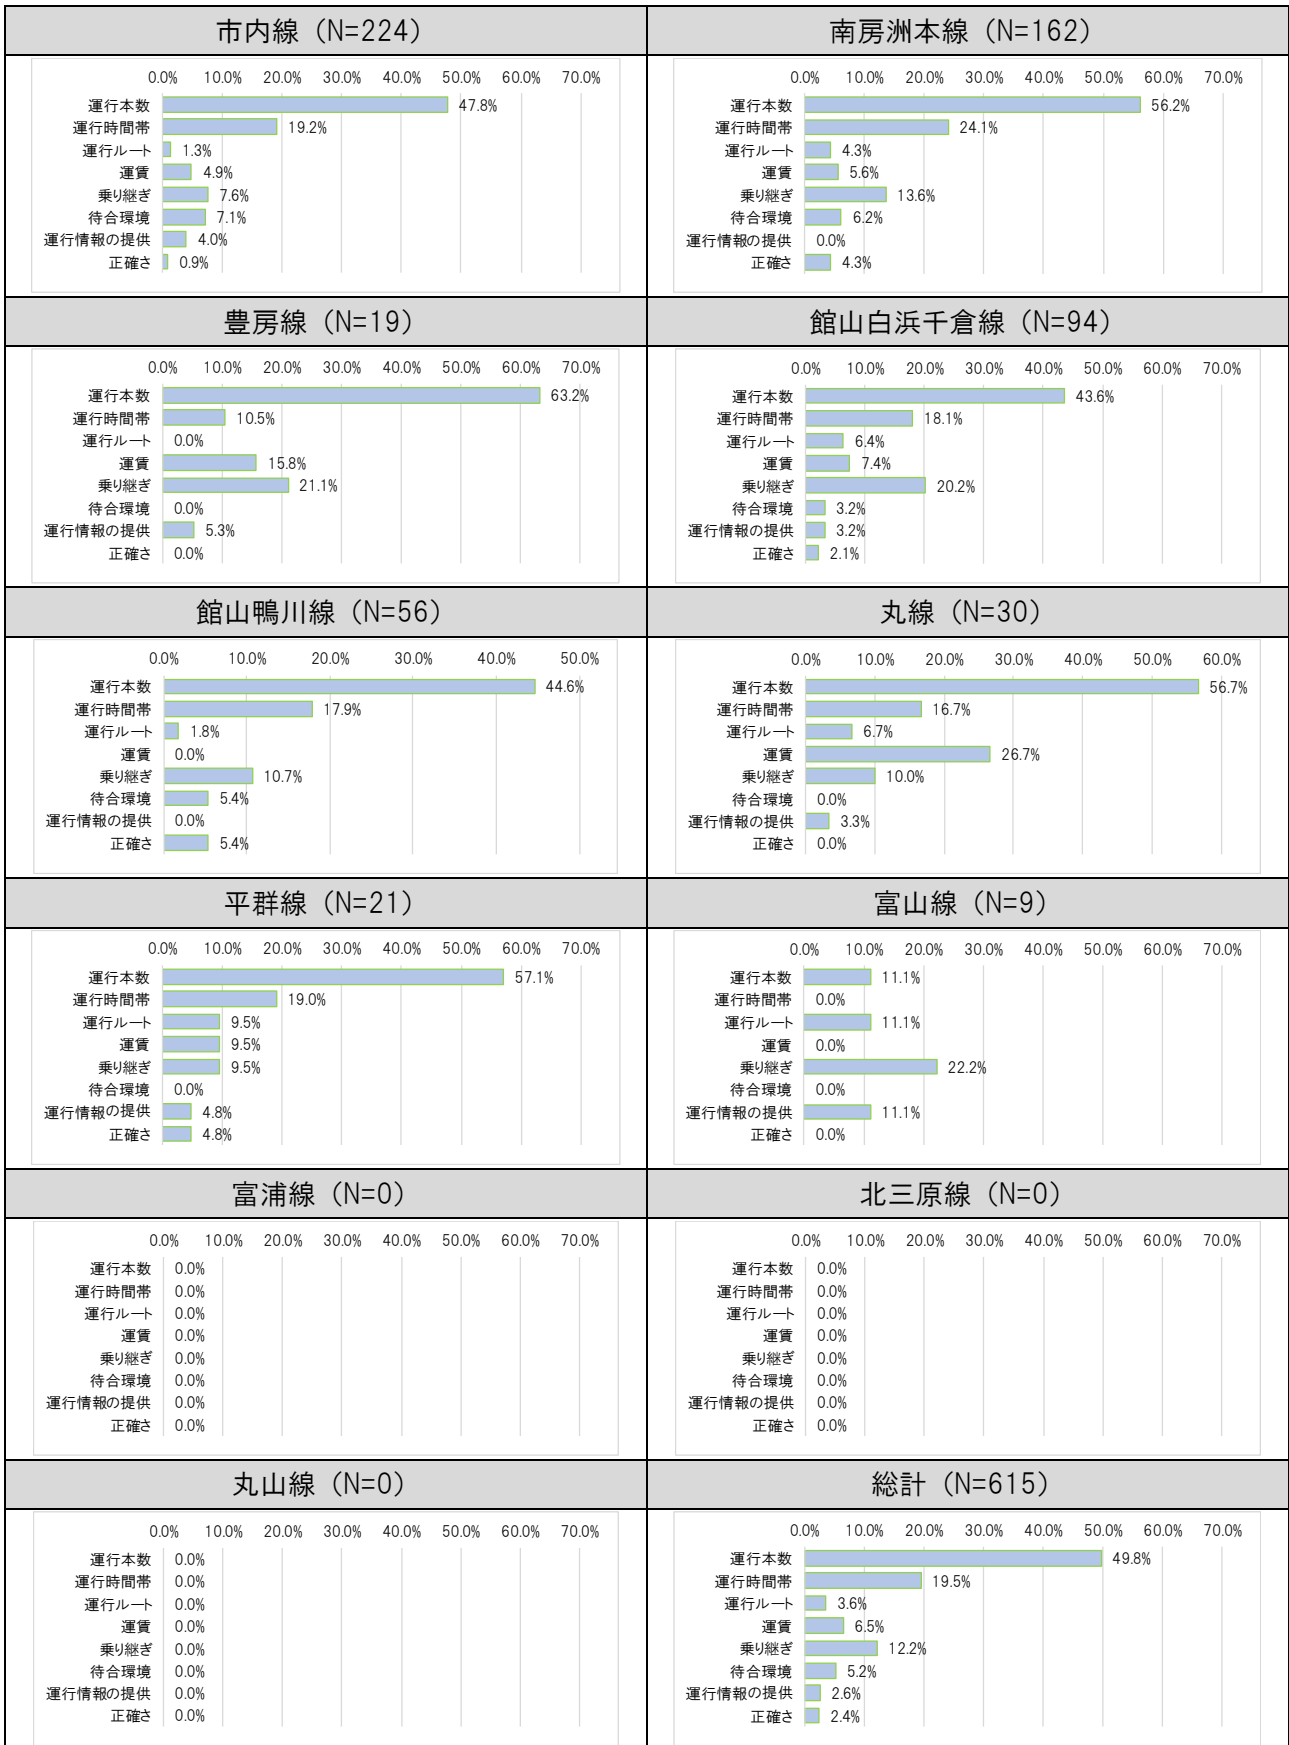 市内線（N=224）
0.0% 10.0% 20.0% 30.0% 40.0% 50.0% 60.0% 70.0%
運行本数 47.8%
運行時間帯 19.2%
運行ルート 1.3%
運賃 4.9%
乗り継ぎ 7.6%
待合環境 7.1%
運行情報の提供 4.0%
正確さ 0.9%
南房洲本線（N=162）
0.0% 10.0% 20.0% 30.0% 40.0% 50.0% 60.0% 70.0%
運行本数 56.2%
運行時間帯 24.1%
運行ルート 4.3%
運賃 5.6%
乗り継ぎ 13.6%
待合環境 6.2%
運行情報の提供 0.0%
正確さ 4.3%
豊房線（N=19）
0.0% 10.0% 20.0% 30.0% 40.0% 50.0% 60.0% 70.0%
運行本数 63.2%
運行時間帯 10.5%
運行ルート 0.0%
運賃 15.8%
乗り継ぎ 21.1%
待合環境 0.0%
運行情報の提供 5.3%
正確さ 0.0%
館山白浜千倉線（N=94）
0.0% 10.0% 20.0% 30.0% 40.0% 50.0% 60.0% 70.0%
運行本数 43.6%
運行時間帯 18.1%
運行ルート 6.4%
運賃 7.4%
乗り継ぎ 20.2%
待合環境 3.2%
運行情報の提供 3.2%
正確さ 2.1%
館山鴨川線（N=56）
0.0% 10.0% 20.0% 30.0% 40.0% 50.0%
運行本数 44.6%
運行時間帯 17.9%
運行ルート 1.8%
運賃 0.0%
乗り継ぎ 10.7%
待合環境 5.4%
運行情報の提供 0.0%
正確さ 5.4%
丸線（N=30）
0.0% 10.0% 20.0% 30.0% 40.0% 50.0% 60.0%
運行本数 56.7%
運行時間帯 16.7%
運行ルート 6.7%
運賃 26.7%
乗り継ぎ 10.0%
待合環境 0.0%
運行情報の提供 3.3%
正確さ 0.0%
平群線（N=21）
0.0% 10.0% 20.0% 30.0% 40.0% 50.0% 60.0% 70.0%
運行本数 57.1%
運行時間帯 19.0%
運行ルート 9.5%
運賃 9.5%
乗り継ぎ 9.5%
待合環境 0.0%
運行情報の提供 4.8%
正確さ 4.8%
富山線（N=9）
0.0% 10.0% 20.0% 30.0% 40.0% 50.0% 60.0% 70.0%
運行本数 11.1%
運行時間帯 0.0%
運行ルート 11.1%
運賃 0.0%
乗り継ぎ 22.2%
待合環境 0.0%
運行情報の提供 11.1%
正確さ 0.0%
富浦線（N=0）
0.0% 10.0% 20.0% 30.0% 40.0% 50.0% 60.0% 70.0%
運行本数 0.0%
運行時間帯 0.0%
運行ルート 0.0%
運賃 0.0%
乗り継ぎ 0.0%
待合環境 0.0%
運行情報の提供 0.0%
正確さ 0.0%
北三原線（N=0）
0.0% 10.0% 20.0% 30.0% 40.0% 50.0% 60.0% 70.0%
運行本数 0.0%
運行時間帯 0.0%
運行ルート 0.0%
運賃 0.0%
乗り継ぎ 0.0%
待合環境 0.0%
運行情報の提供 0.0%
正確さ 0.0%
丸山線（N=0）
0.0% 10.0% 20.0% 30.0% 40.0% 50.0% 60.0% 70.0%
運行本数 0.0%
運行時間帯 0.0%
運行ルート 0.0%
運賃 0.0%
乗り継ぎ 0.0%
待合環境 0.0%
運行情報の提供 0.0%
正確さ 0.0%
総計（N=615）
0.0% 10.0% 20.0% 30.0% 40.0% 50.0% 60.0% 70.0%
運行本数 49.8%
運行時間帯 19.5%
運行ルート 3.6%
運賃 6.5%
乗り継ぎ 12.2%
待合環境 5.2%
運行情報の提供 2.6%
正確さ 2.4%